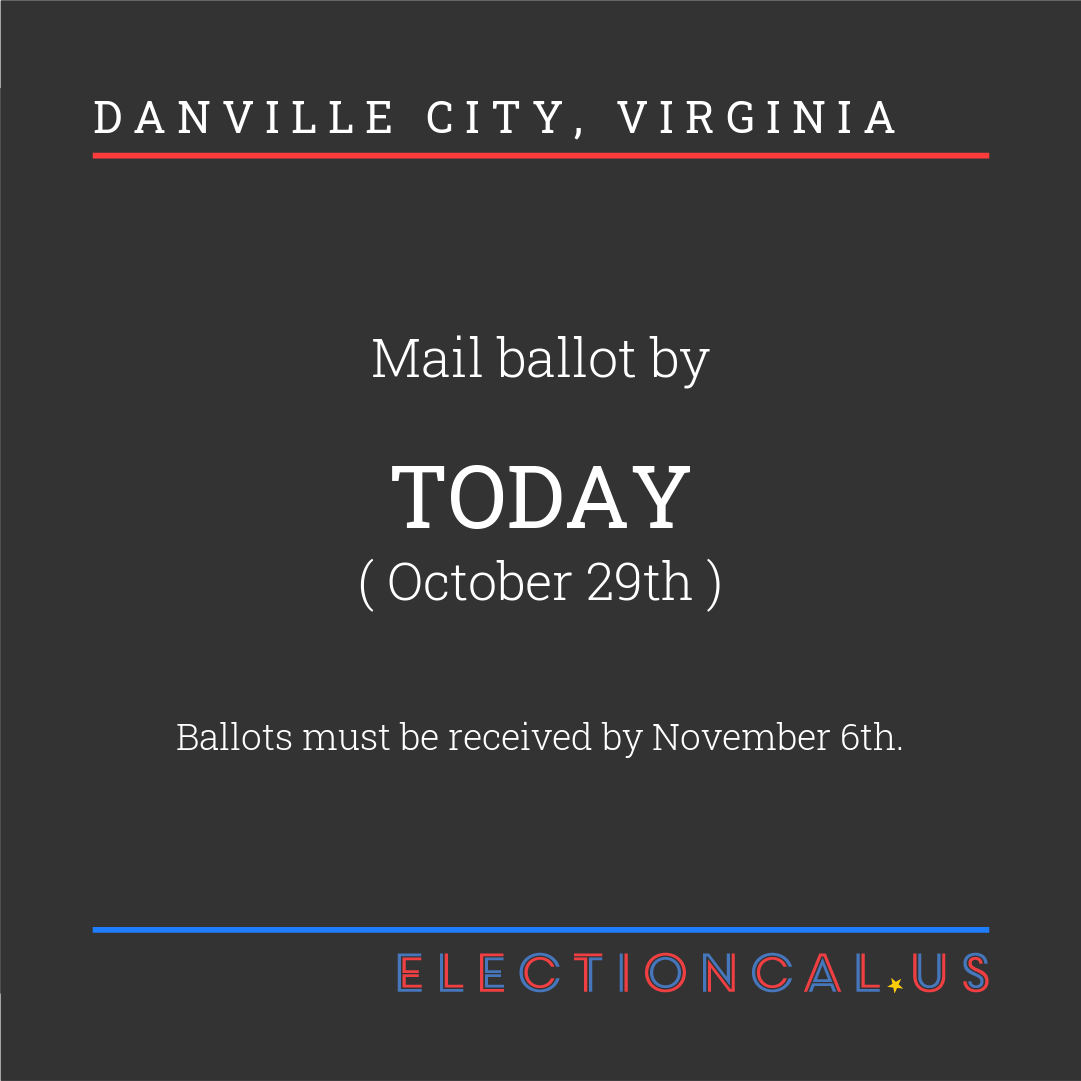 DANVILLE CITY, VIRGINIA
Mail ballot by
TODAY
( October 29th )
Ballots must be received by November 6th.
ELECTIONCAL.US